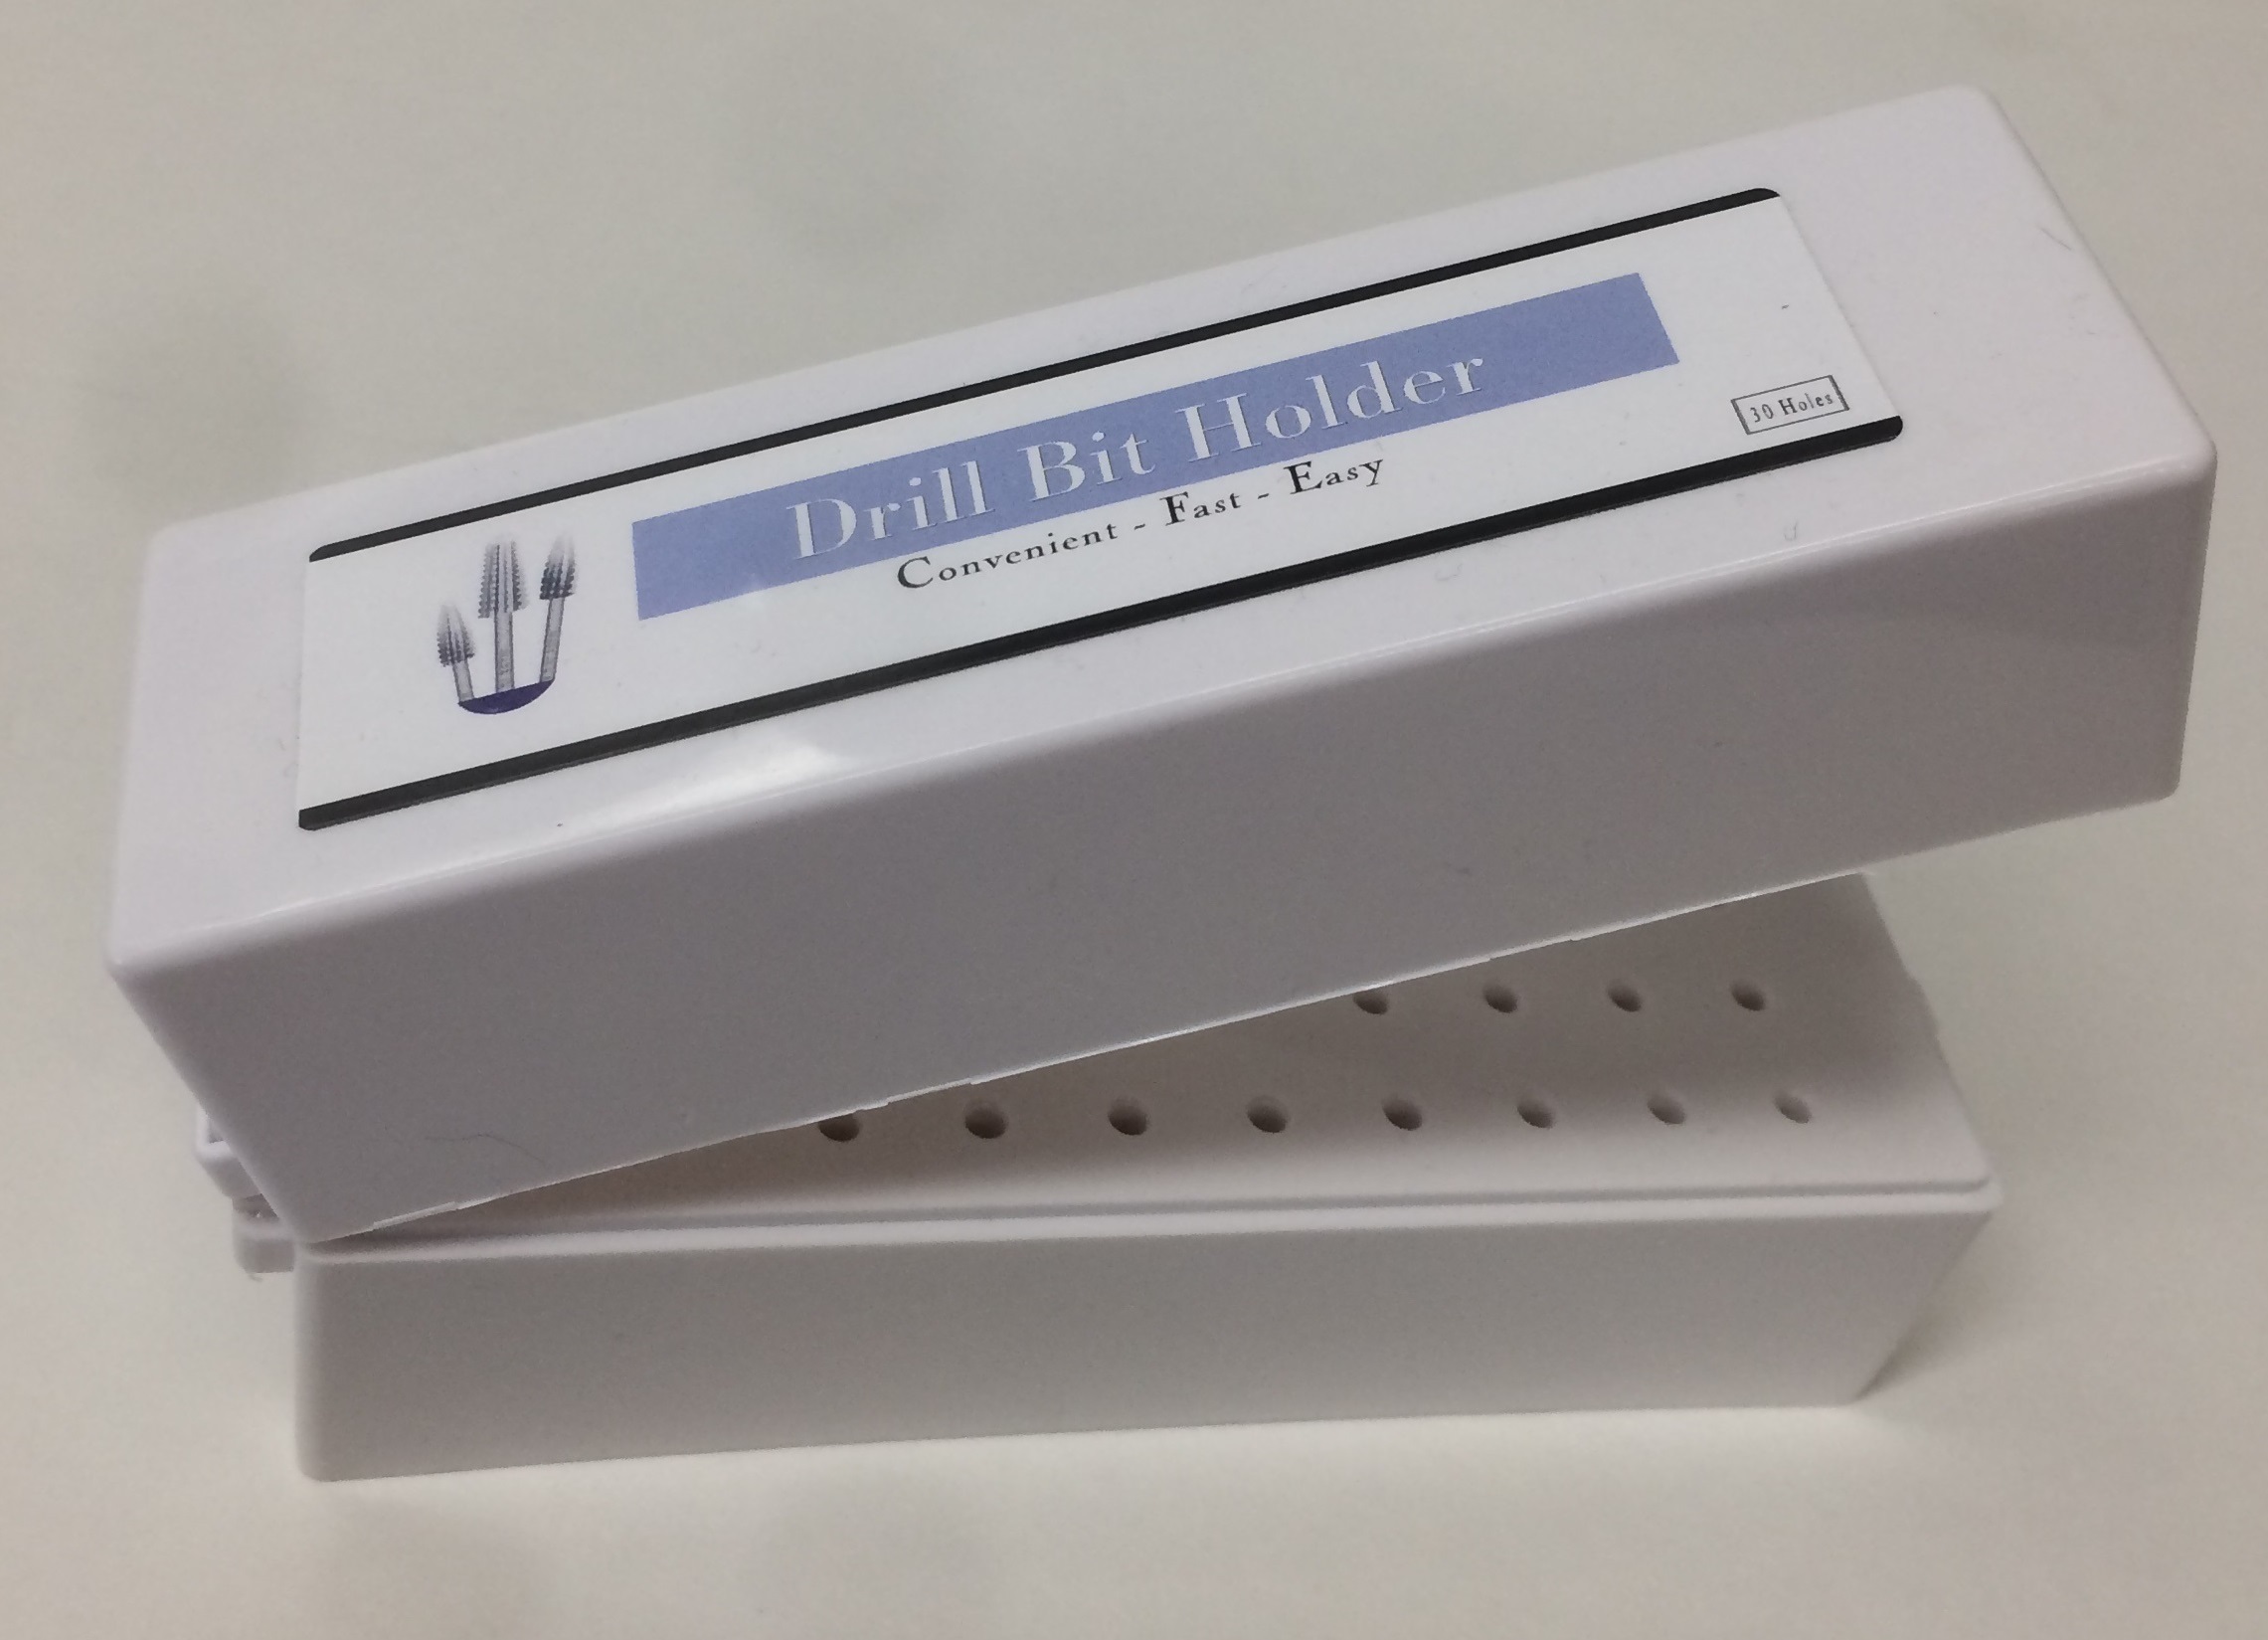 Drill Bit Holder
Convenient - Fast - Easy
30 Holes